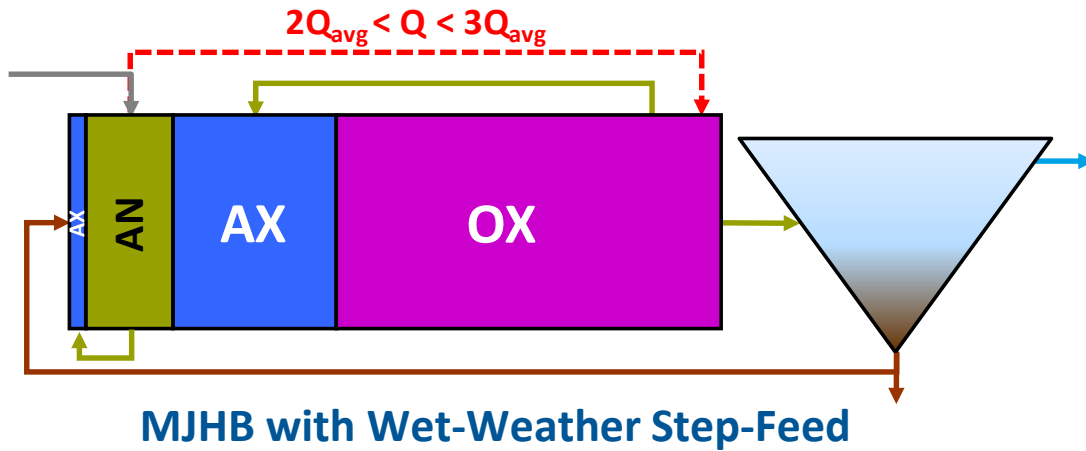 2Qavg < Q < 3Qavg
AX
AN
AX
OX
MJHB with Wet-Weather Step-Feed